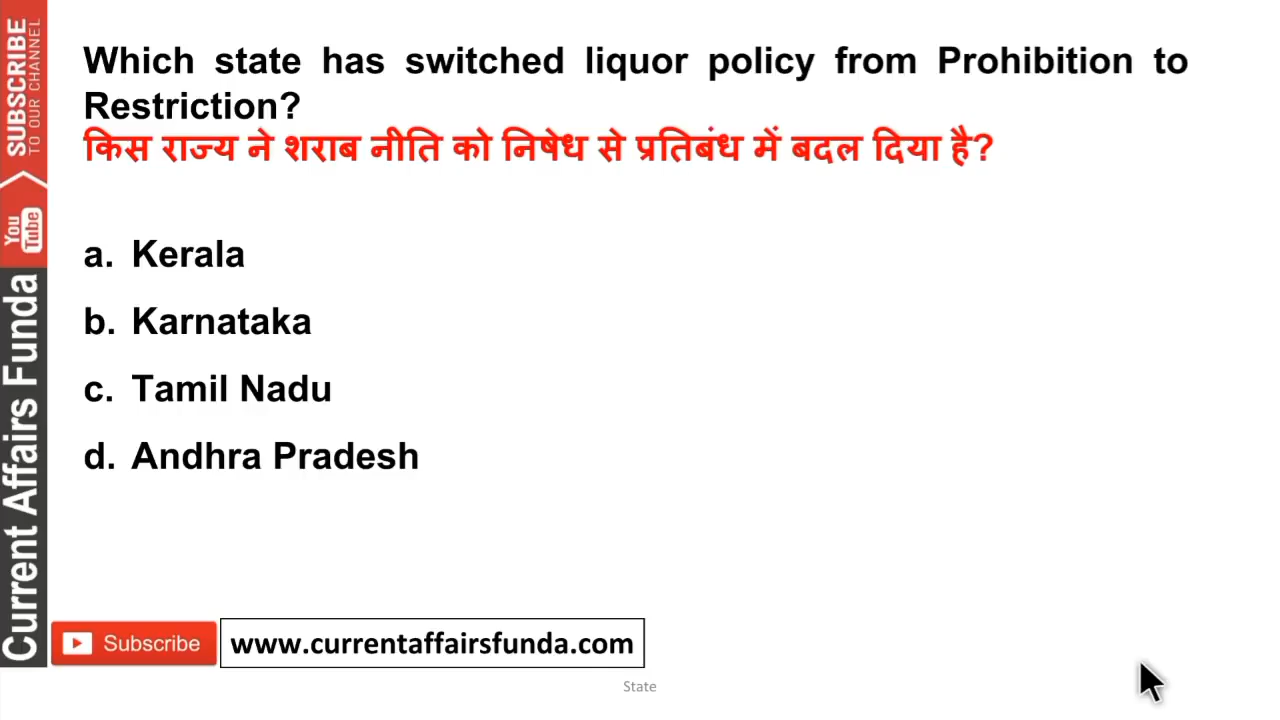 Which state has switched liquor policy from Prohibition to
Restriction?
किस राज्य ने शराब नीति को निषेध से प्रतिबंध में बदल दिया है?
a. Kerala
b. Karnataka
c. Tamil Nadu
d. Andhra Pradesh
SUBSCRIBE
TO OUR CHANNEL
You
Tube
Current Affairs Funda
Subscribe
www.currentaffairsfunda.com
State